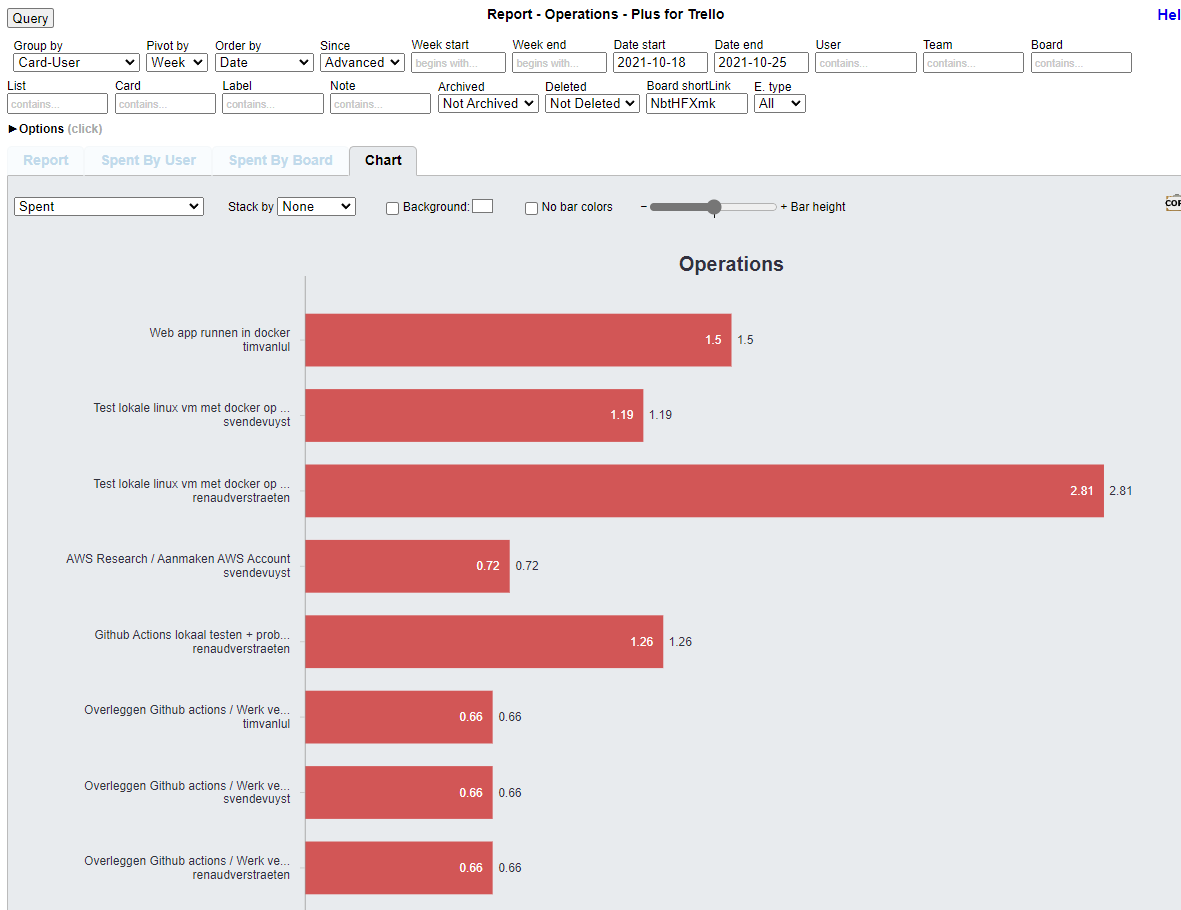 Query
Report - Operations - Plus for Trello
Hel
Group by Pivot by Order by Since Week start Week end Date start Date end User Team Board
Card-User Week Date Advanced begins with... begins with... 2021-10-18 2021-10-25 contains... contains... contains...
List Card Label Note Archived Deleted Board shortLink E. type
contains... contains... contains... contains... Not Archived Not Deleted NbtHFXmk All
Options (click)
Report Spent By User Spent By Board Chart
Spent Stack by None Background: No bar colors − + Bar height
COP
Operations
Web app runnen in docker
timvanlul
1.5 1.5
Test lokale linux vm met docker op ...
svendevuyst
1.19 1.19
Test lokale linux vm met docker op ...
renaudverstraeten
2.81 2.81
AWS Research / Aanmaken AWS Account
svendevuyst
0.72 0.72
Github Actions lokaal testen + prob...
renaudverstraeten
1.26 1.26
Overleggen Github actions / Werk ve...
timvanlul
0.66 0.66
Overleggen Github actions / Werk ve...
svendevuyst
0.66 0.66
Overleggen Github actions / Werk ve...
renaudverstraeten
0.66 0.66